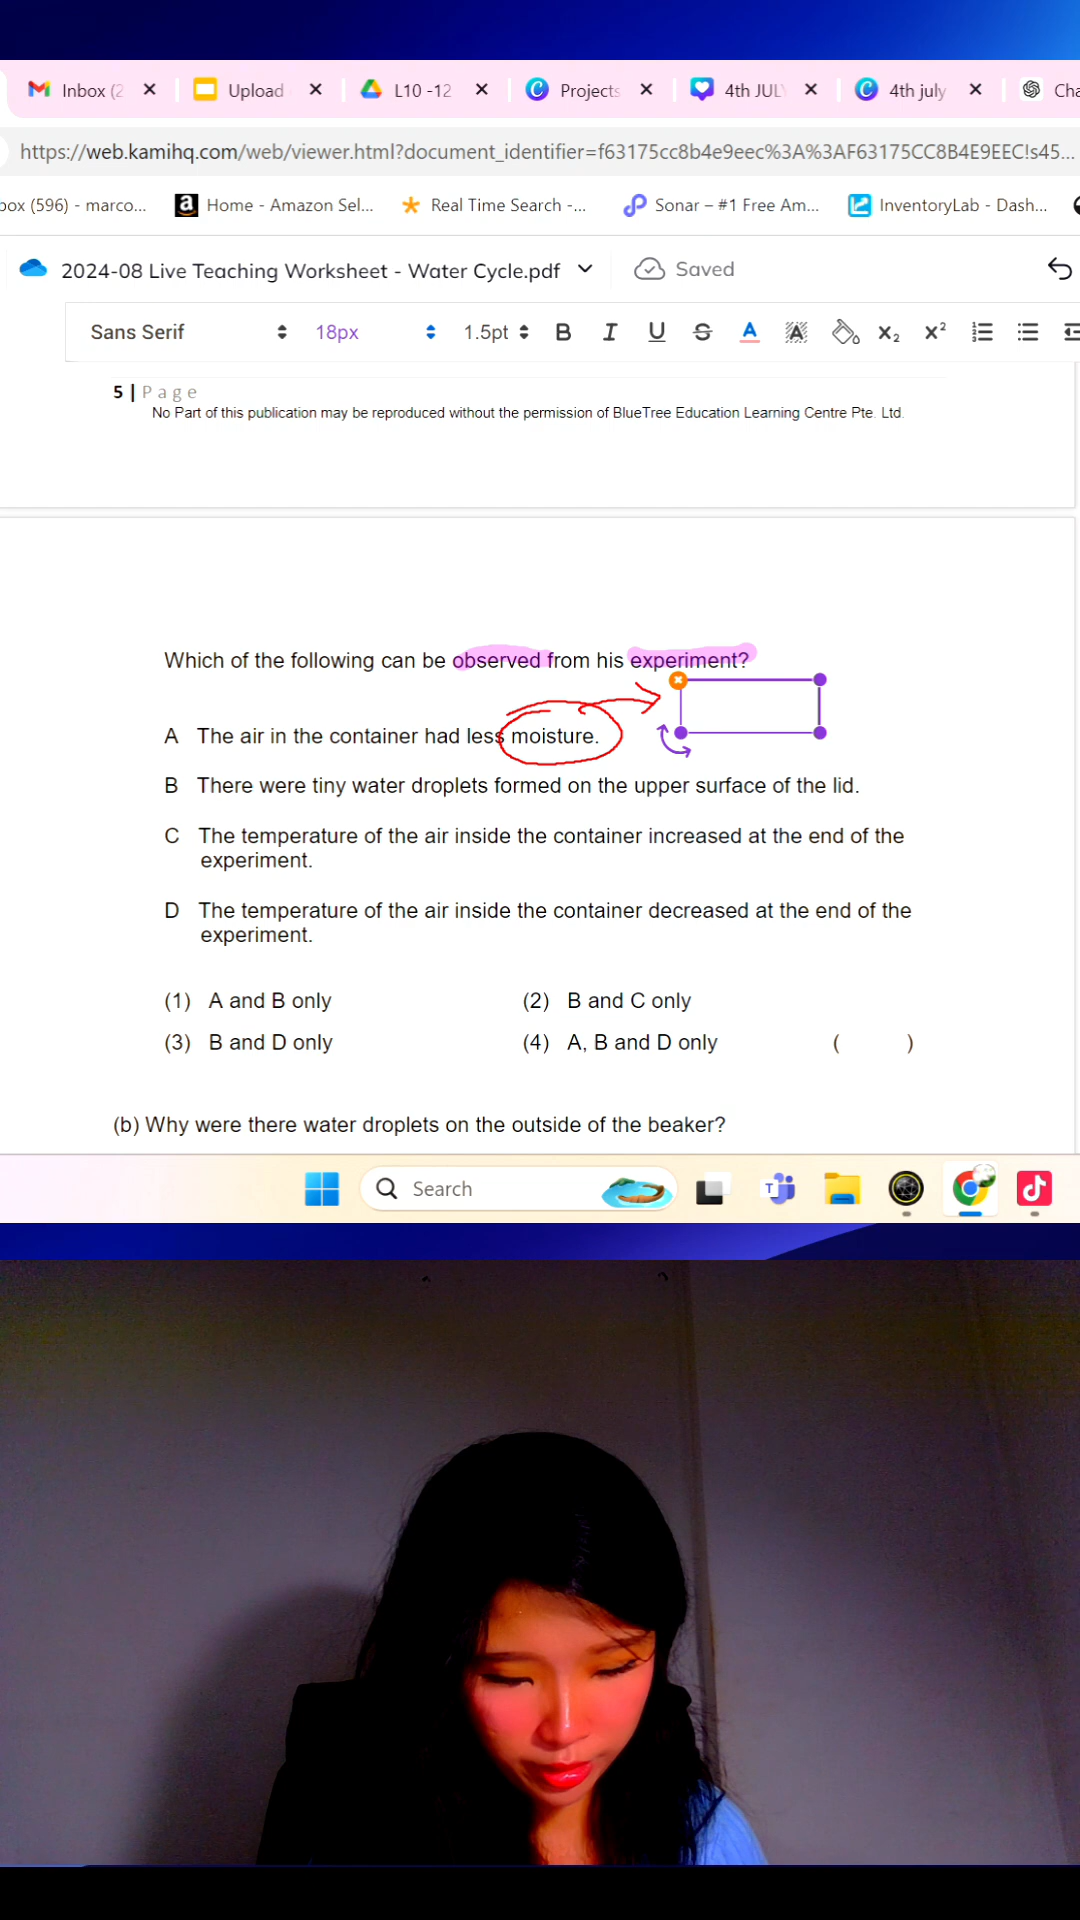 Inbox (2
Upload
L10 -12
Projects
4th JUL
4th july
Cha
https://web.kamihq.com/web/viewer.html?document_identifier=f63175cc8b4e9eec%3A%3AF63175CC8B4E9EEC!s45...
box (596) - marco...
Home - Amazon Sel...
Real Time Search -...
Sonar – #1 Free Am...
InventoryLab - Dash...
2024-08 Live Teaching Worksheet - Water Cycle.pdf
Saved
Sans Serif 18px 1.5pt B I U S A A X₂ X²
5 | Page
No Part of this publication may be reproduced without the permission of BlueTree Education Learning Centre Pte. Ltd.
Which of the following can be observed from his experiment?
A The air in the container had less moisture.
B There were tiny water droplets formed on the upper surface of the lid.
C The temperature of the air inside the container increased at the end of the
experiment.
D The temperature of the air inside the container decreased at the end of the
experiment.
(1) A and B only (2) B and C only
(3) B and D only (4) A, B and D only ( )
(b) Why were there water droplets on the outside of the beaker?
Search